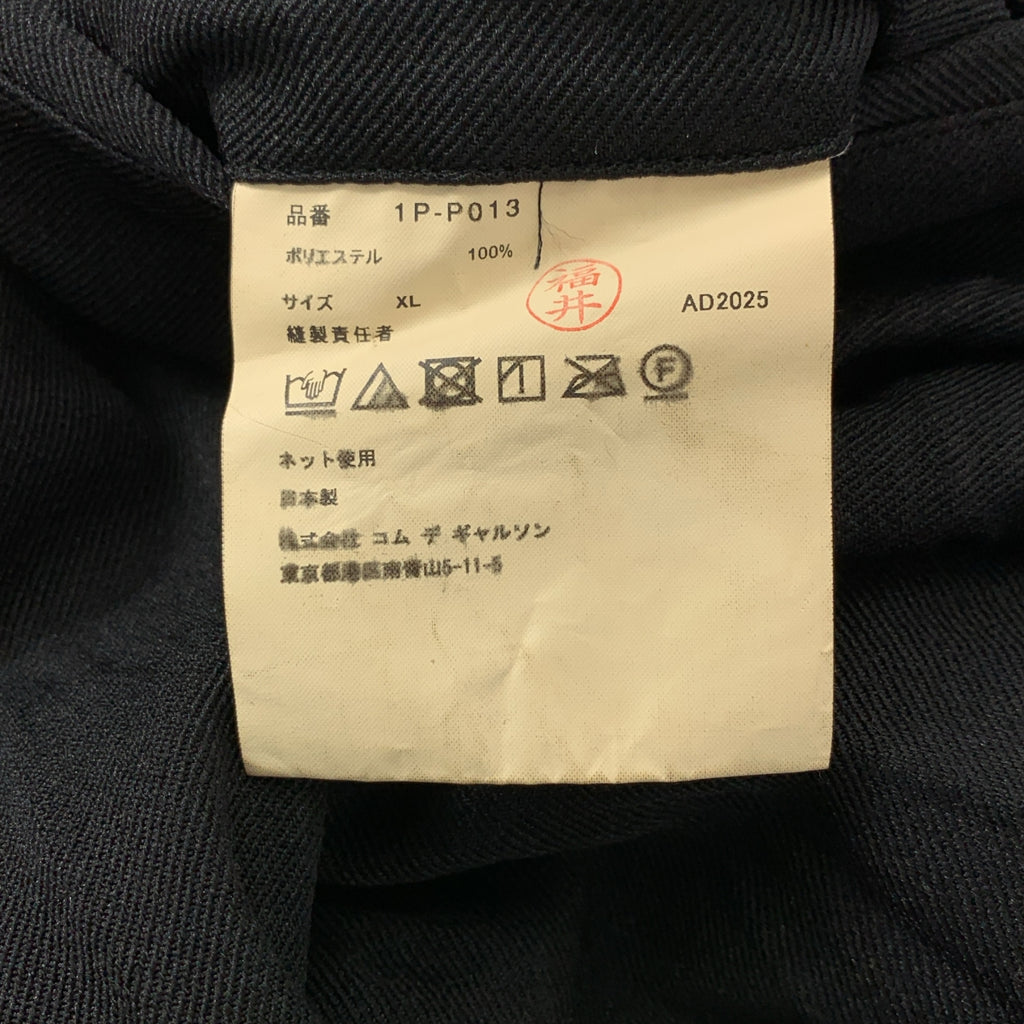 品番 1P-P013
ポリエステル 100%
サイズ XL 福井 AD2025
縫製責任者
F
ネット使用
日本製
株式会社 コム デ ギャルソン
東京都港区南青山5-11-5